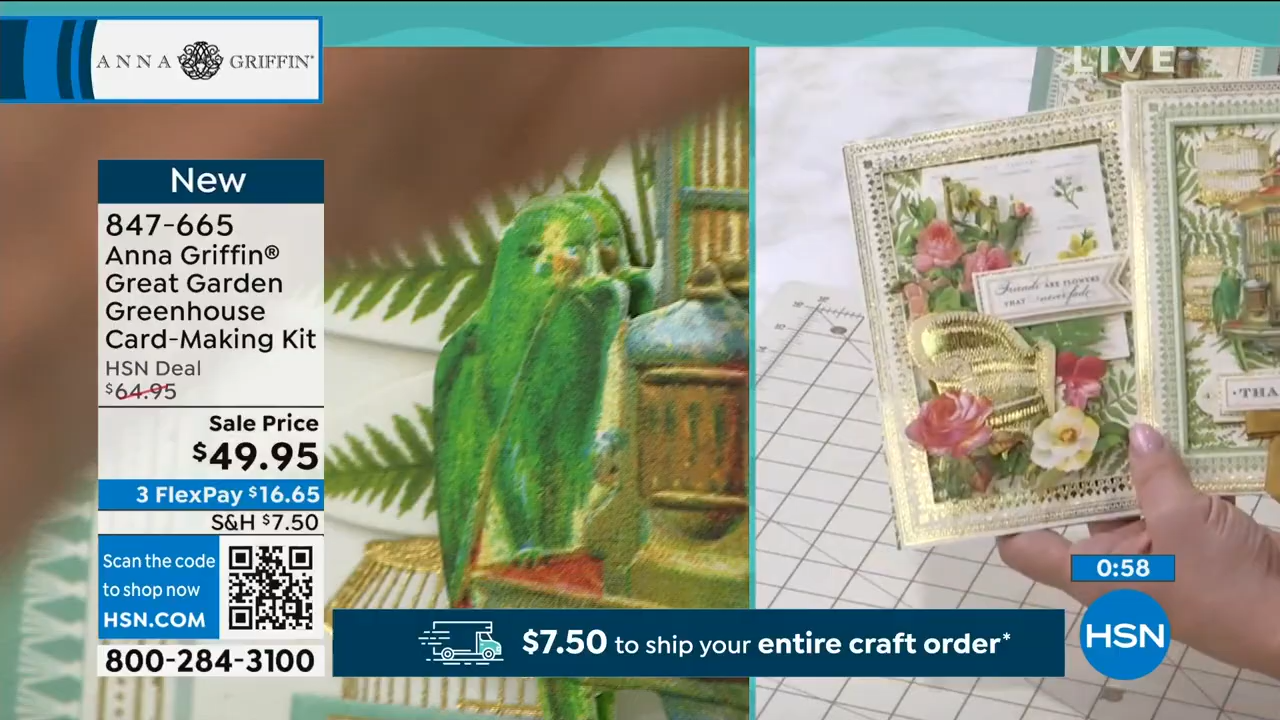 ANNA GRIFFIN®
LIVE
New
847-665
Anna Griffin®
Great Garden
Greenhouse
Card-Making Kit
HSN Deal
$64.95
Sale Price
$49.95
3 FlexPay $16.65
S&H $7.50
Scan the code
to shop now
HSN.COM
800-284-3100
Friends ARE FLOWERS
THAT never fade
THA
0:58
$7.50 to ship your entire craft order*
HSN